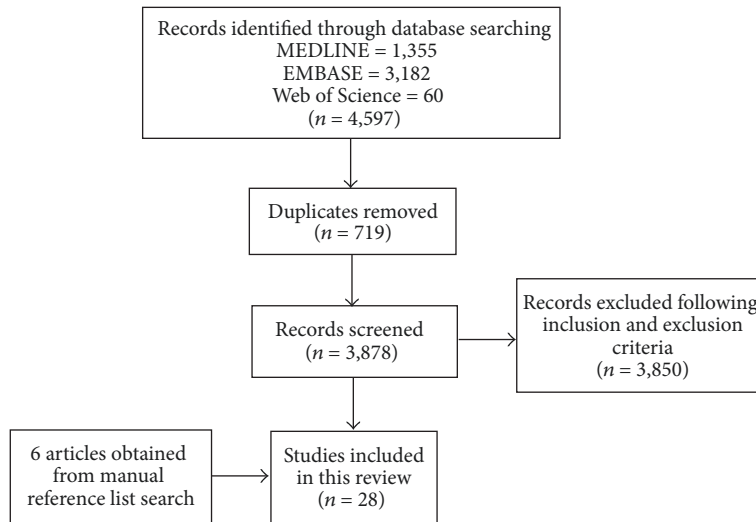 Records identified through database searching
MEDLINE = 1,355
EMBASE = 3,182
Web of Science = 60
(n = 4,597)
Duplicates removed
(n = 719)
Records screened
(n = 3,878)
Records excluded following
inclusion and exclusion
criteria
(n = 3,850)
6 articles obtained
from manual
reference list search
Studies included
in this review
(n = 28)